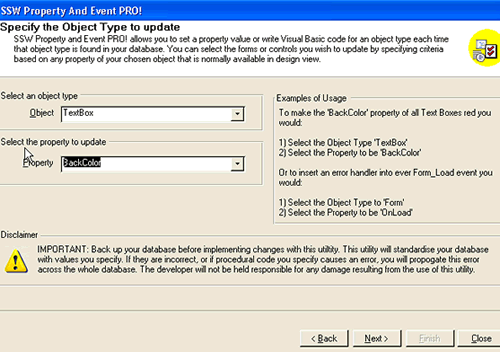 SSW Property And Event PRO!
Specify the Object Type to update
SSW Property and Event PRO! allows you to set a property value or write Visual Basic code for an object type each time
that object type is found in your database. You can select the forms or controls you wish to update by specifying criteria
based on any property of your chosen object that is normally available in design view.
Select an object type
Object TextBox
Select the property to update
Property BackColor
Examples of Usage
To make the 'BackColor' property of all Text Boxes red you
would:
1) Select the Object Type 'TextBox'
2) Select the Property to be 'BackColor'
Or to insert an error handler into ever Form_Load event you
would:
1) Select the Object Type to 'Form'
2) Select the Property to be 'OnLoad'
Disclaimer
IMPORTANT: Back up your database before implementing changes with this utiltity. This utility will standardise your database
with values you specify. If they are incorrect, or if procedural code you specify causes an error, you will propogate this error
across the whole database. The developer will not be held responsible for any damage resulting from the use of this utility.
< Back Next > Finish Close